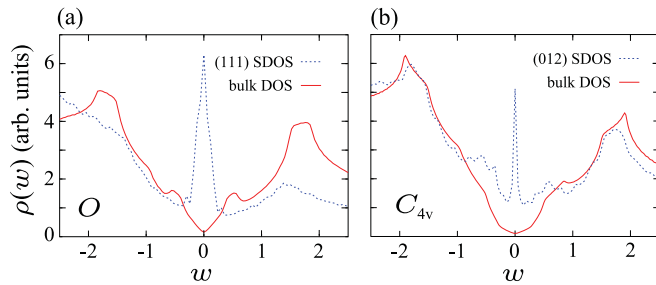 (a)
(b)
(111) SDOS
bulk DOS
(012) SDOS
bulk DOS
ρ(w) (arb. units)
6
4
2
0
O
C4v
-2 -1 0 1 2
-2 -1 0 1 2
w
w